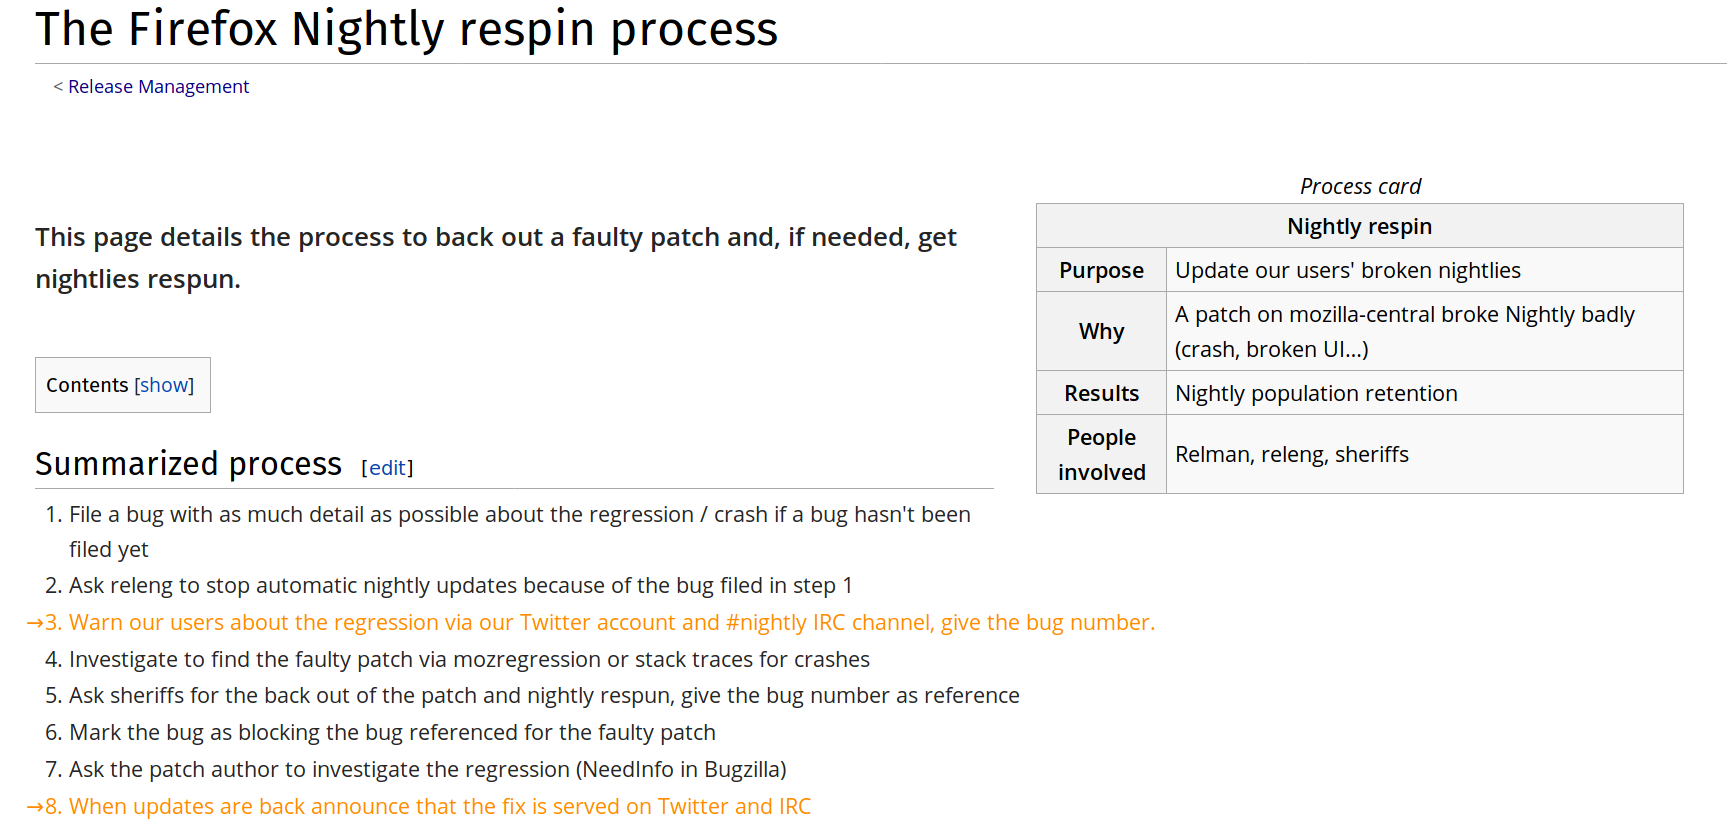 The Firefox Nightly respin process
< Release Management
This page details the process to back out a faulty patch and, if needed, get
nightlies respun.
Contents [show]
Process card
Nightly respin
Purpose Update our users' broken nightlies
Why A patch on mozilla-central broke Nightly badly
(crash, broken UI...)
Results Nightly population retention
People
involved Relman, releng, sheriffs
Summarized process [edit]
1. File a bug with as much detail as possible about the regression / crash if a bug hasn't been
filed yet
2. Ask releng to stop automatic nightly updates because of the bug filed in step 1
→3. Warn our users about the regression via our Twitter account and #nightly IRC channel, give the bug number.
4. Investigate to find the faulty patch via mozregression or stack traces for crashes
5. Ask sheriffs for the back out of the patch and nightly respun, give the bug number as reference
6. Mark the bug as blocking the bug referenced for the faulty patch
7. Ask the patch author to investigate the regression (NeedInfo in Bugzilla)
→8. When updates are back announce that the fix is served on Twitter and IRC